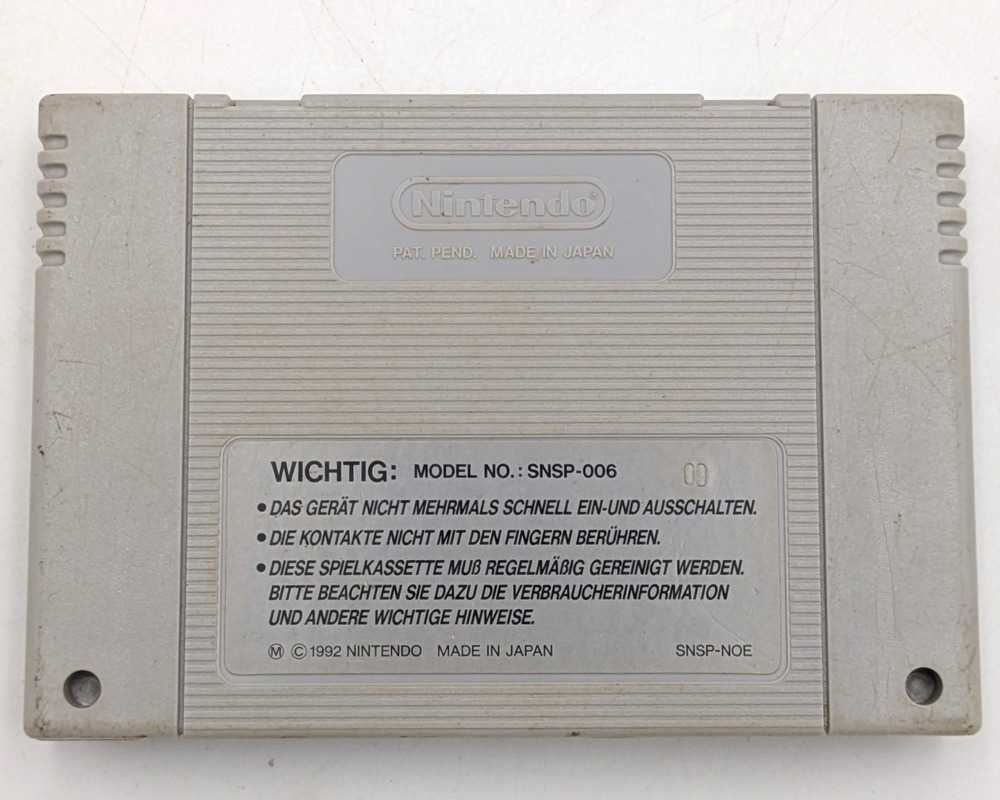 Nintendo®
PAT. PEND. MADE IN JAPAN
WICHTIG: MODEL NO.: SNSP-006 00
• DAS GERÄT NICHT MEHRMALS SCHNELL EIN-UND AUSSCHALTEN.
• DIE KONTAKTE NICHT MIT DEN FINGERN BERÜHREN.
• DIESE SPIELKASSETTE MUß REGELMÄßIG GEREINIGT WERDEN.
BITTE BEACHTEN SIE DAZU DIE VERBRAUCHERINFORMATION
UND ANDERE WICHTIGE HINWEISE.
Ⓜ © 1992 NINTENDO MADE IN JAPAN SNSP-NOE